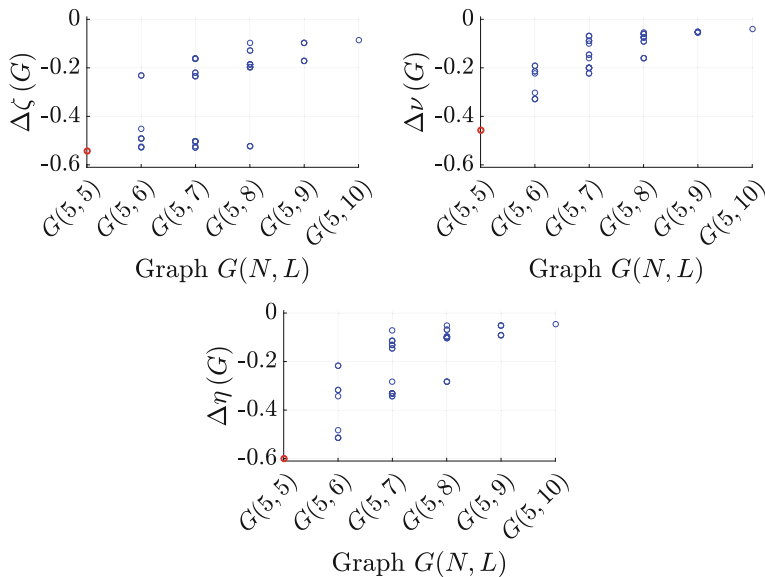 0
-0.2
-0.4
-0.6
Δζ (G)
G(5, 5)
G(5, 6)
G(5, 7)
G(5, 8)
G(5, 9)
G(5, 10)
Graph G(N, L)
0
-0.2
-0.4
-0.6
Δν (G)
G(5, 5)
G(5, 6)
G(5, 7)
G(5, 8)
G(5, 9)
G(5, 10)
Graph G(N, L)
0
-0.2
-0.4
-0.6
Δη (G)
G(5, 5)
G(5, 6)
G(5, 7)
G(5, 8)
G(5, 9)
G(5, 10)
Graph G(N, L)